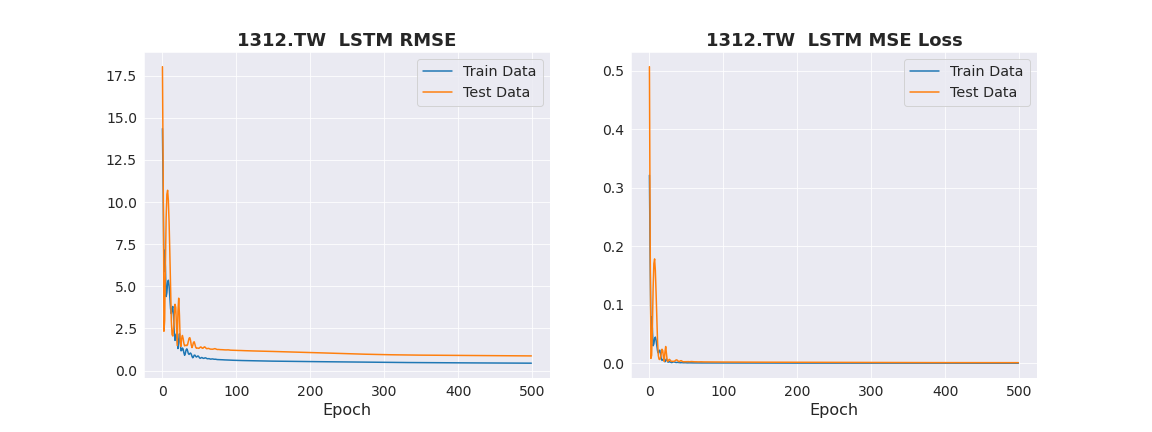 1312.TW  LSTM RMSE
17.5
15.0
12.5
10.0
7.5
5.0
2.5
0.0
0 100 200 300 400 500
Epoch
Train Data
Test Data
1312.TW  LSTM MSE Loss
0.5
0.4
0.3
0.2
0.1
0.0
0 100 200 300 400 500
Epoch
Train Data
Test Data